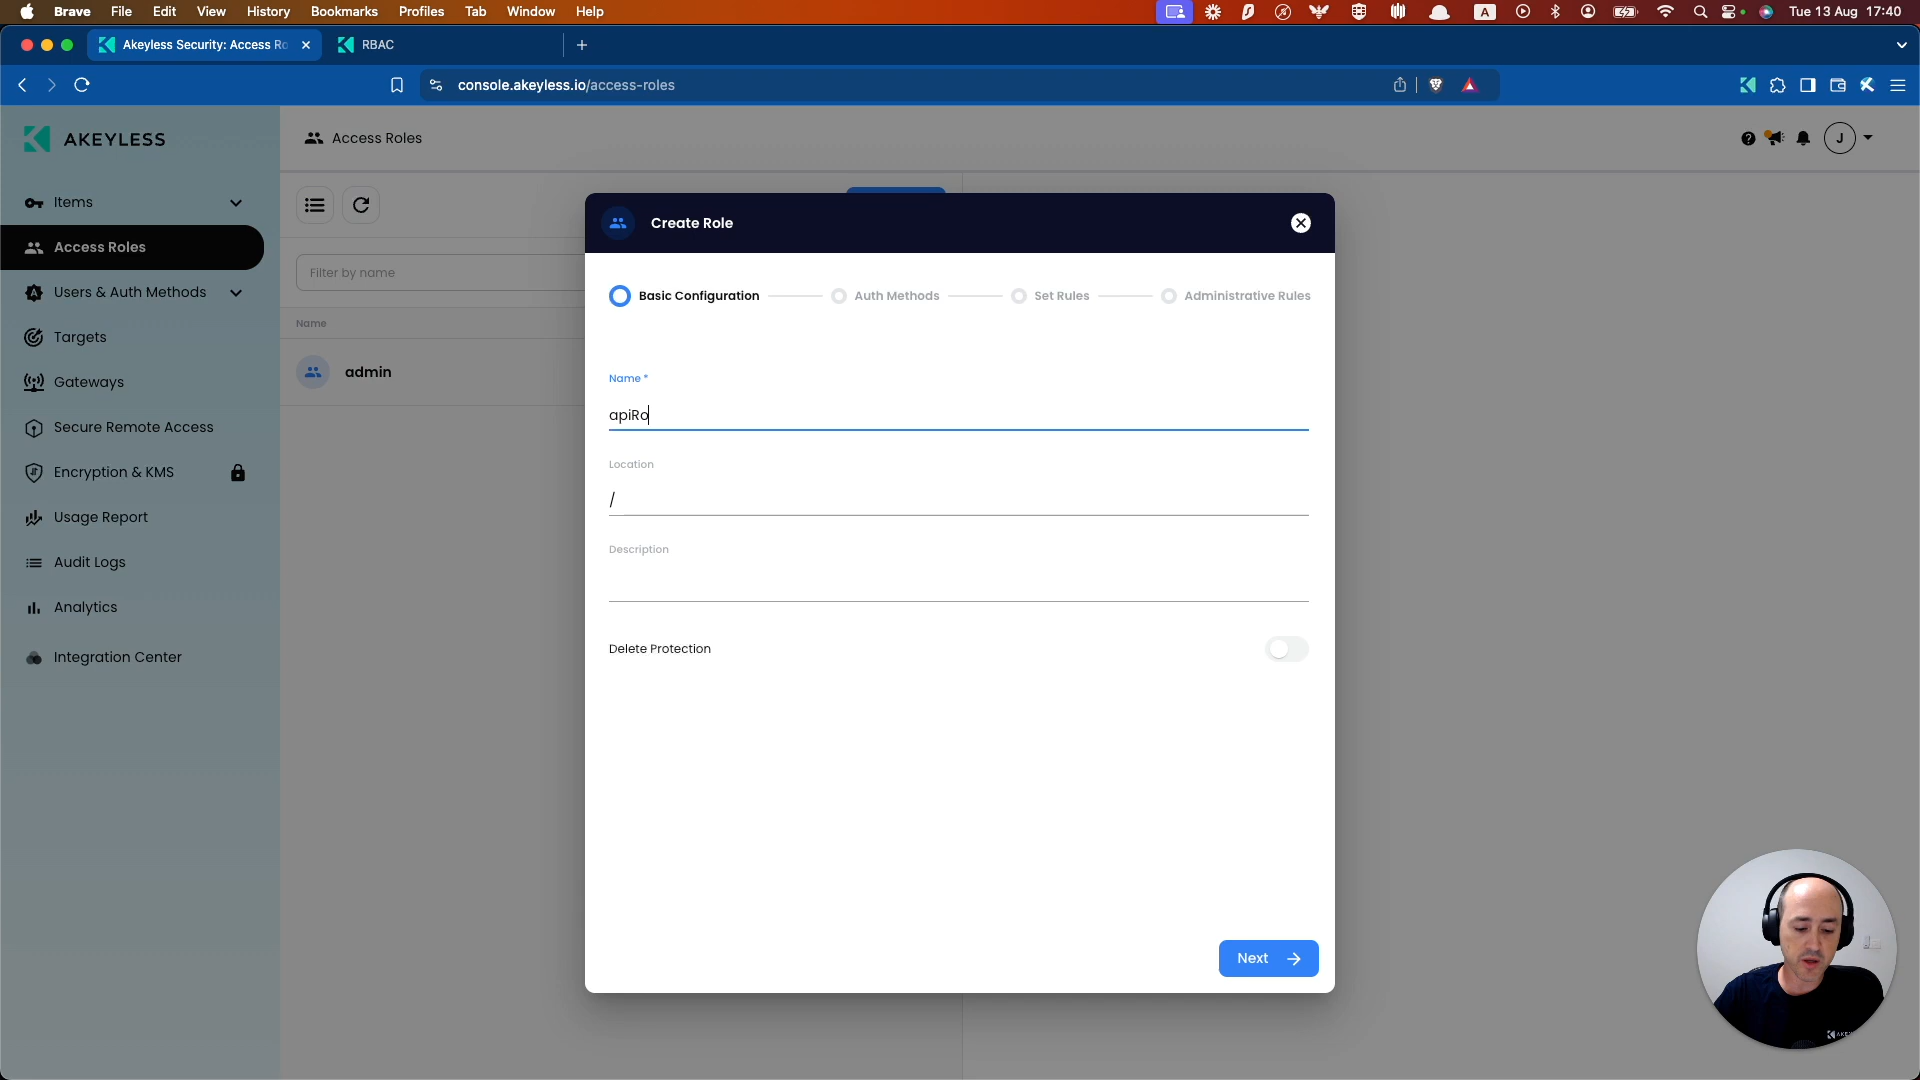 Brave File Edit View History Bookmarks Profiles Tab Window Help
A
Tue 13 Aug 17:40
Akeyless Security: Access Ro
RBAC
console.akeyless.io/access-roles
AKEYLESS
Access Roles
J
Items
Access Roles
Users & Auth Methods
Targets
Gateways
Secure Remote Access
Encryption & KMS
Usage Report
Audit Logs
Analytics
Integration Center
Filter by name
Name
admin
Create Role
Basic Configuration
Auth Methods
Set Rules
Administrative Rules
Name *
apiRo
Location
/
Description
Delete Protection
Next